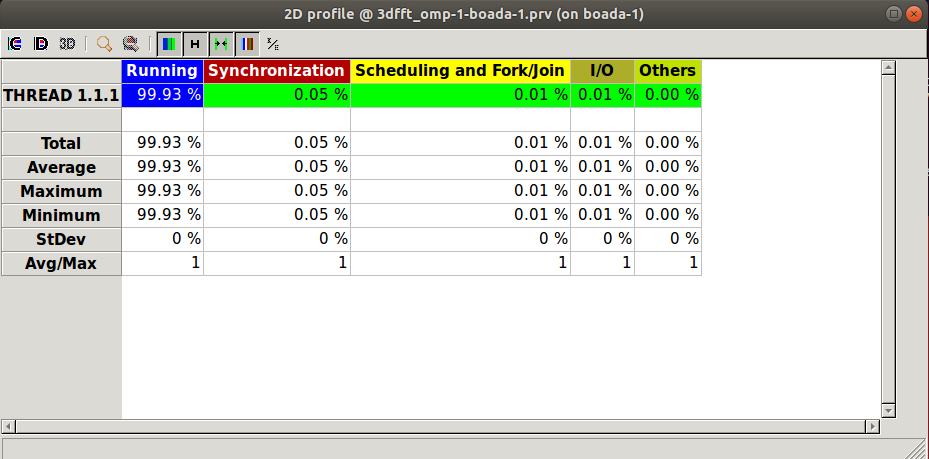 2D profile @ 3dfft_omp-1-boada-1.prv (on boada-1)
3D Σ/E
Running Synchronization Scheduling and Fork/Join I/O Others
THREAD 1.1.1 99.93 % 0.05 % 0.01 % 0.01 % 0.00 %
Total 99.93 % 0.05 % 0.01 % 0.01 % 0.00 %
Average 99.93 % 0.05 % 0.01 % 0.01 % 0.00 %
Maximum 99.93 % 0.05 % 0.01 % 0.01 % 0.00 %
Minimum 99.93 % 0.05 % 0.01 % 0.01 % 0.00 %
StDev 0 % 0 % 0 % 0 % 0 %
Avg/Max 1 1 1 1 1